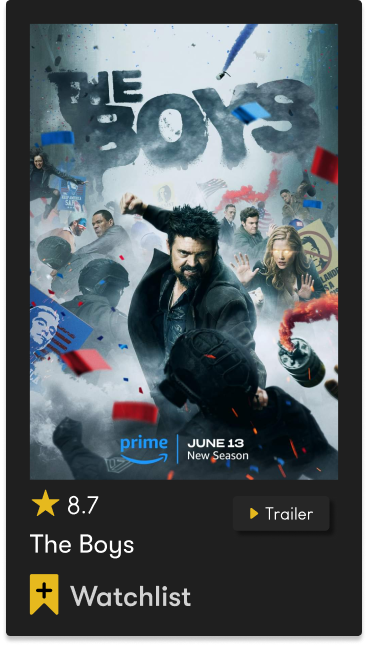 THE
BOYS
prime
JUNE 13
New Season
8.7
Trailer
The Boys
Watchlist